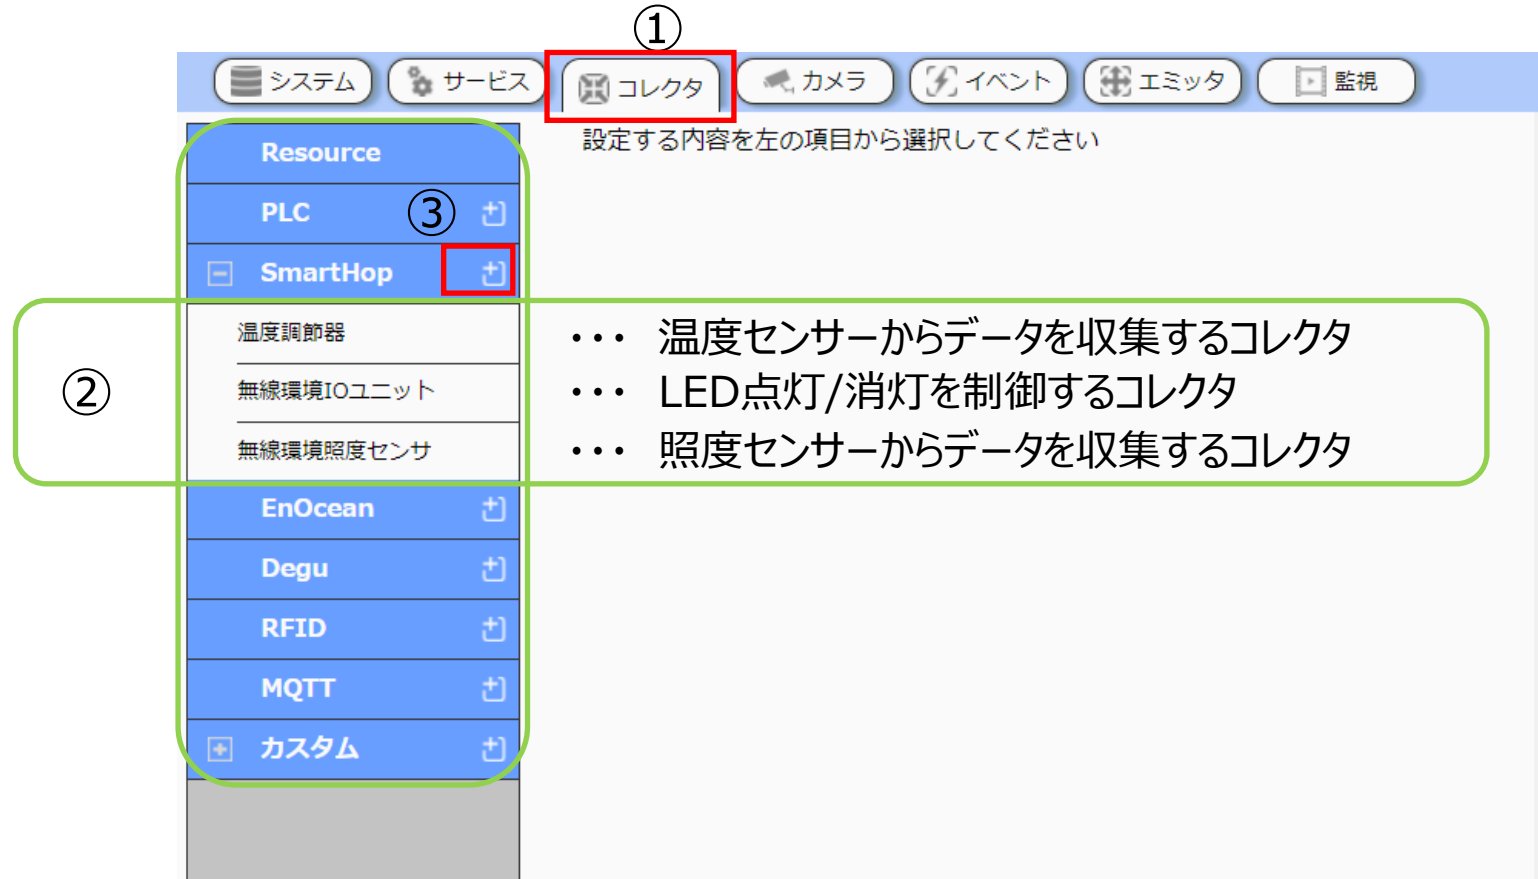 ①
システム サービス コレクタ カメラ イベント エミッタ 監視
設定する内容を左の項目から選択してください
Resource
PLC
③
SmartHop
②
温度調節器 ・・・ 温度センサーからデータを収集するコレクタ
無線環境IOユニット ・・・ LED点灯/消灯を制御するコレクタ
無線環境照度センサ ・・・ 照度センサーからデータを収集するコレクタ
EnOcean
Degu
RFID
MQTT
カスタム